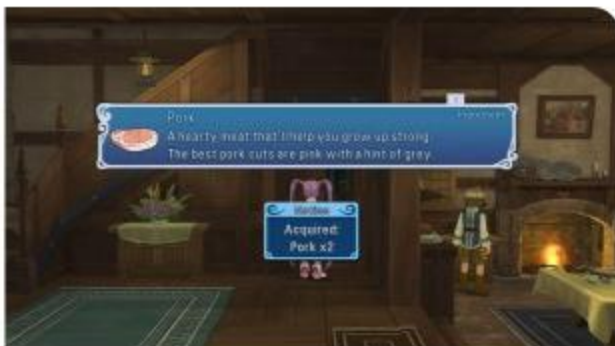 Pork
A hearty meat that'll help you grow up strong.
The best pork cuts are pink with a hint of grey.
Acquired:
Pork x2